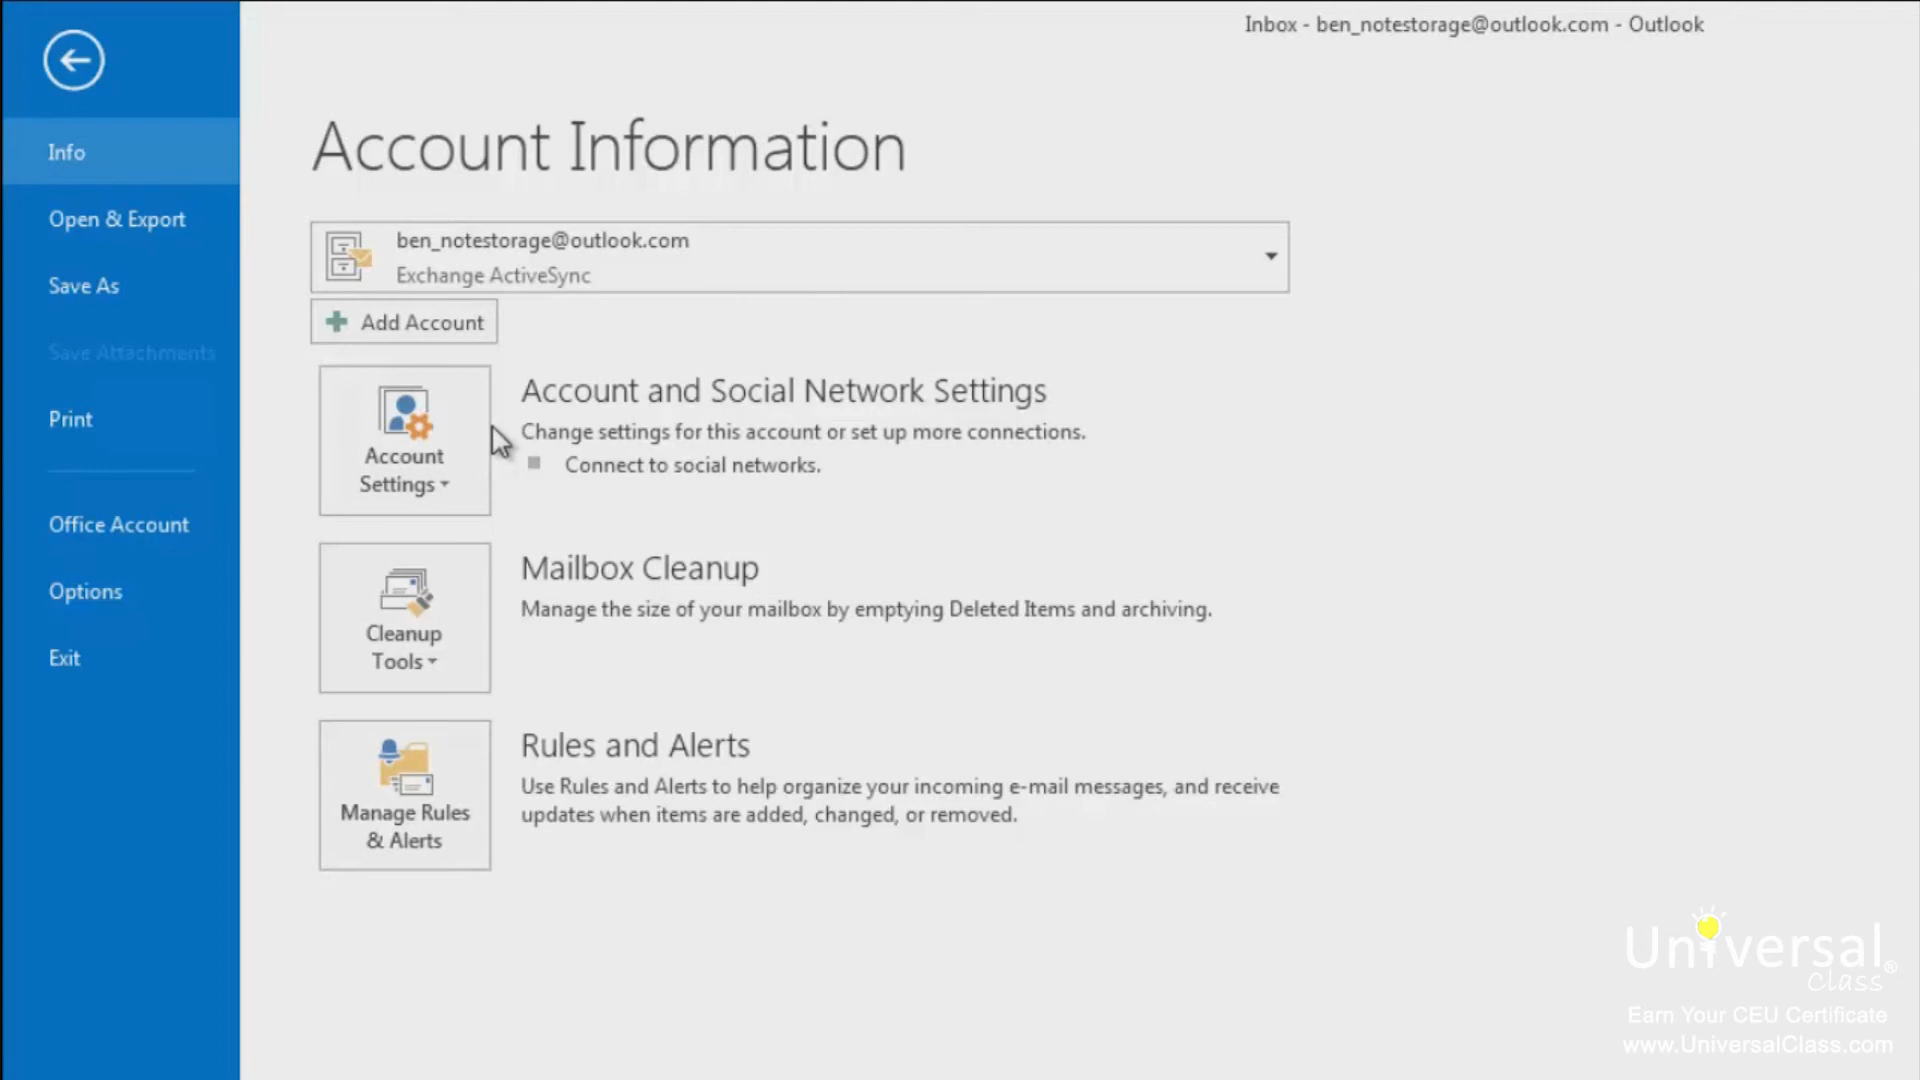 Inbox - ben_notestorage@outlook.com - Outlook
Info
Open & Export
Save As
Save Attachments
Print
Office Account
Options
Exit
Account Information
ben_notestorage@outlook.com
Exchange ActiveSync
Add Account
Account
Settings
Account and Social Network Settings
Change settings for this account or set up more connections.
Connect to social networks.
Cleanup
Tools
Mailbox Cleanup
Manage the size of your mailbox by emptying Deleted Items and archiving.
Manage Rules
& Alerts
Rules and Alerts
Use Rules and Alerts to help organize your incoming e-mail messages, and receive
updates when items are added, changed, or removed.
Universal
Class®
Earn Your CEU Certificate
www.UniversalClass.com